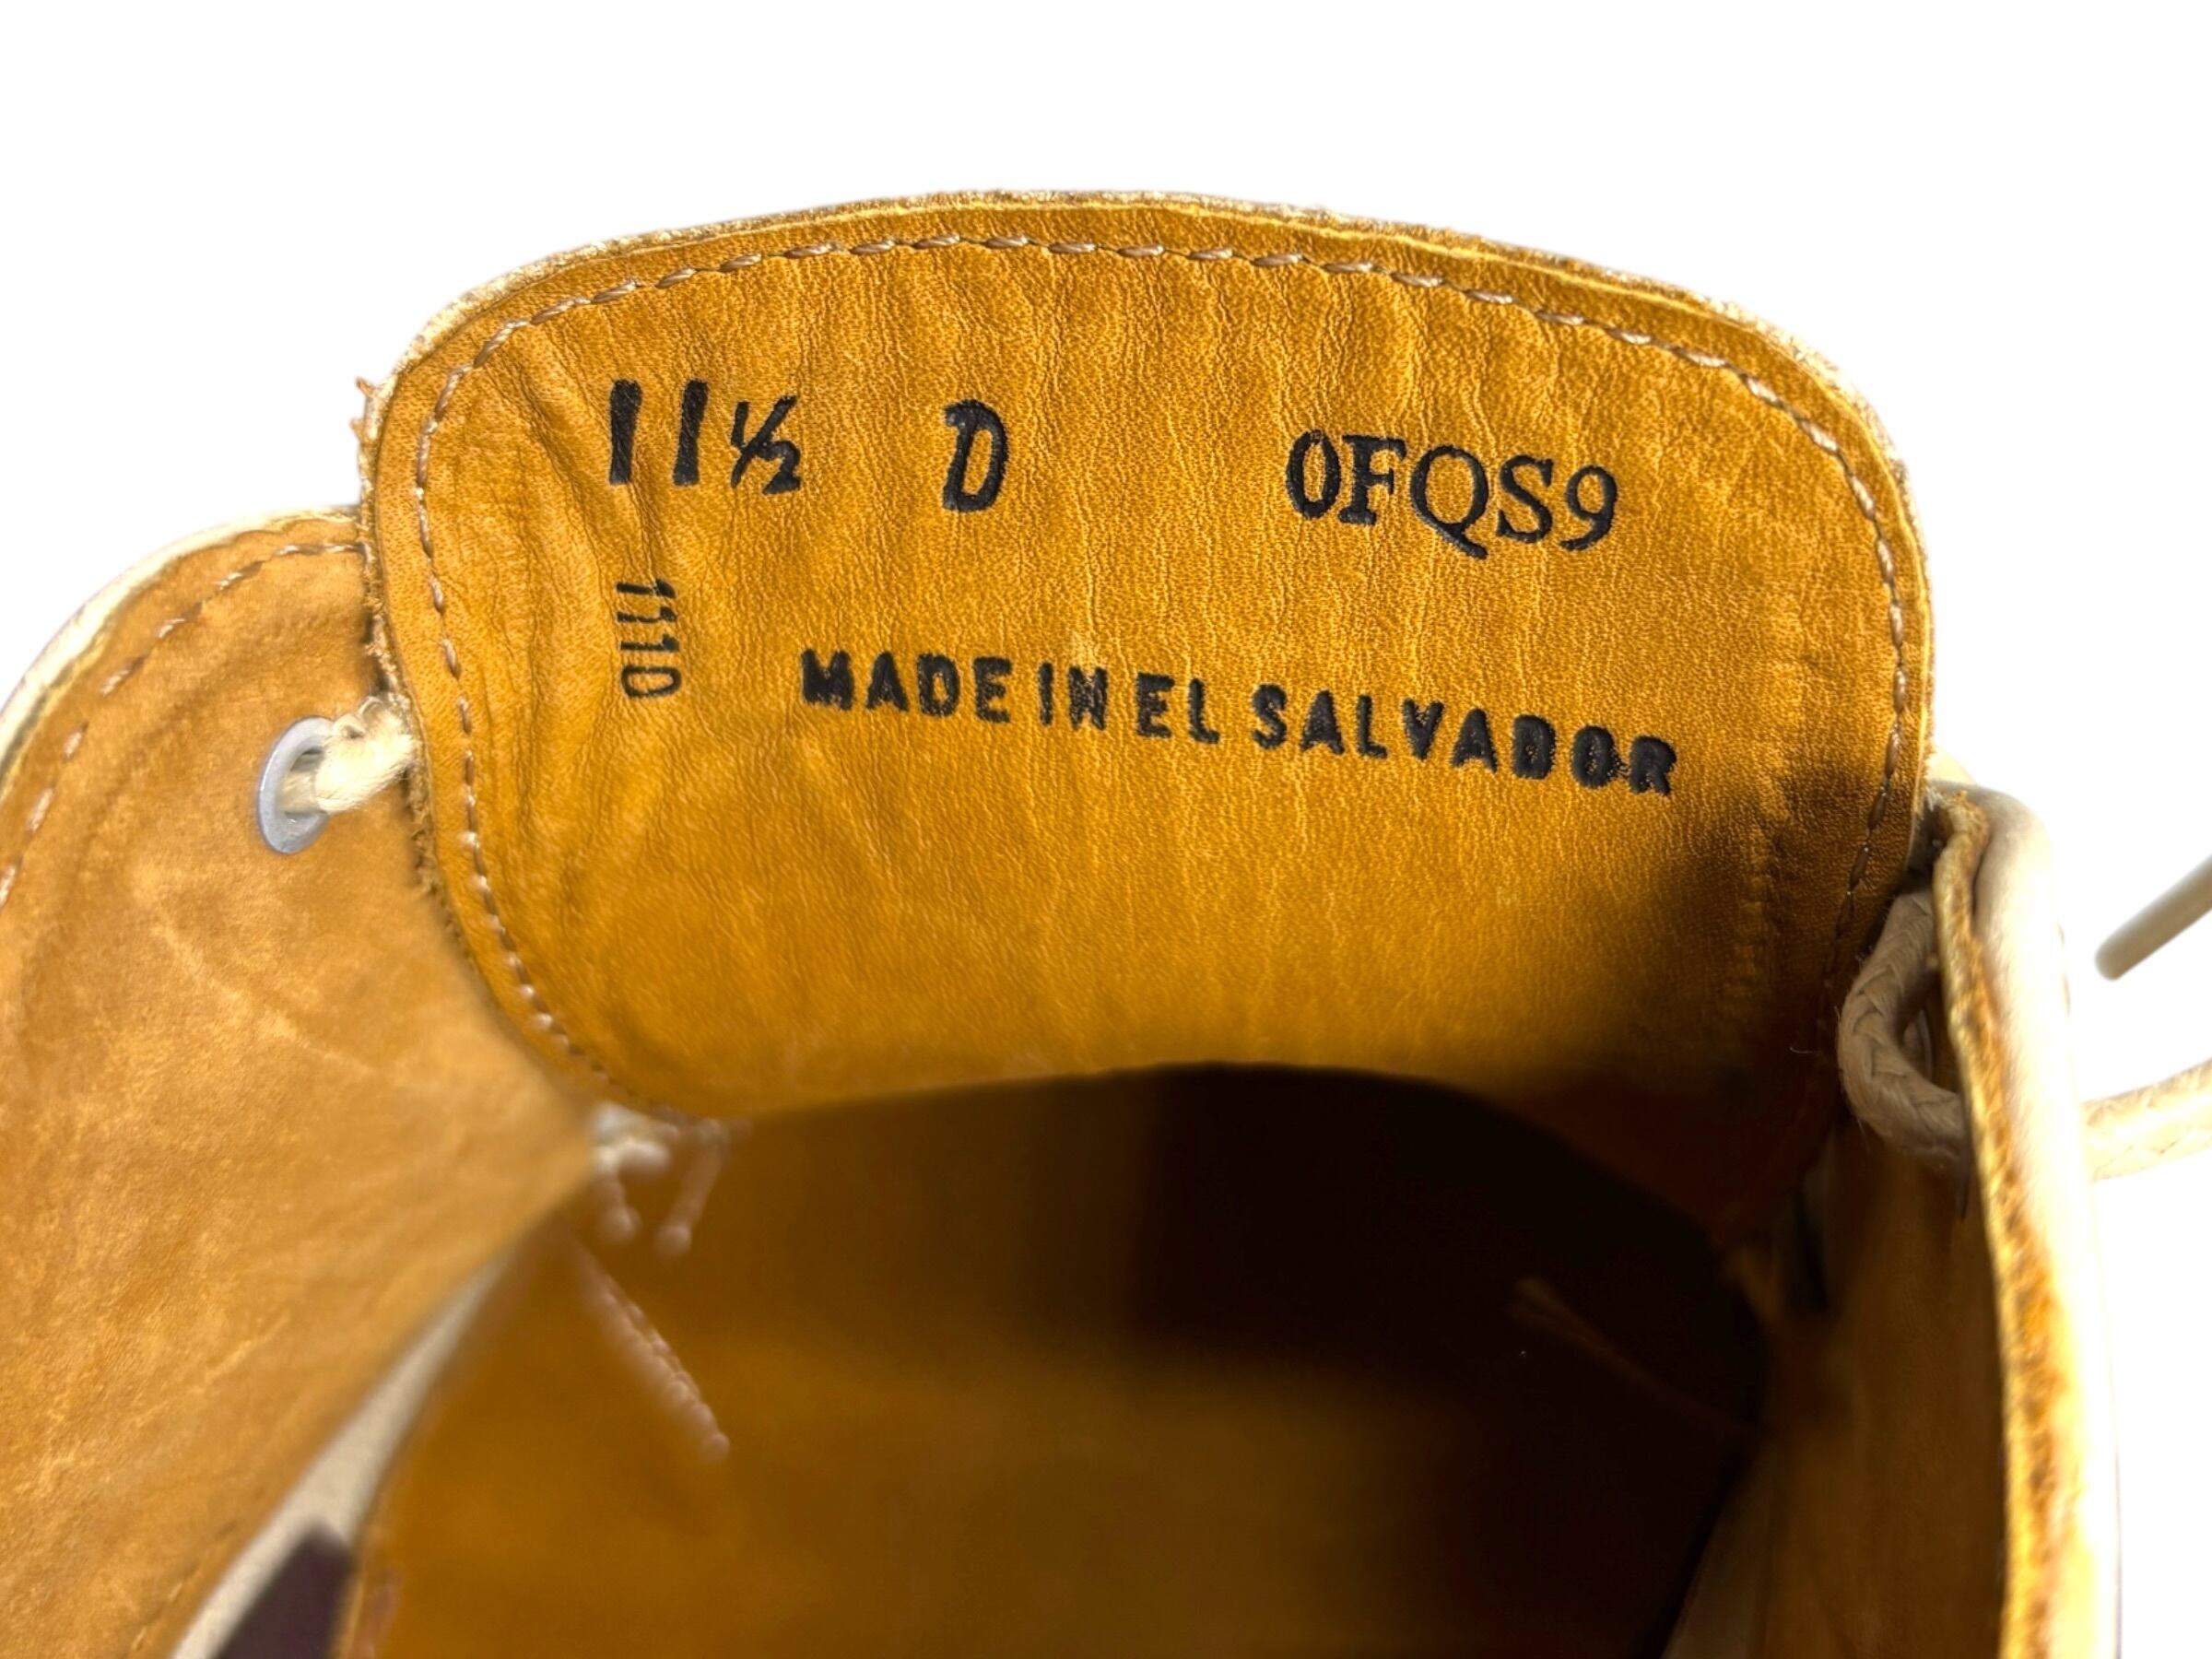 11½ D 0FQS9
111D
MADE IN EL SALVADOR